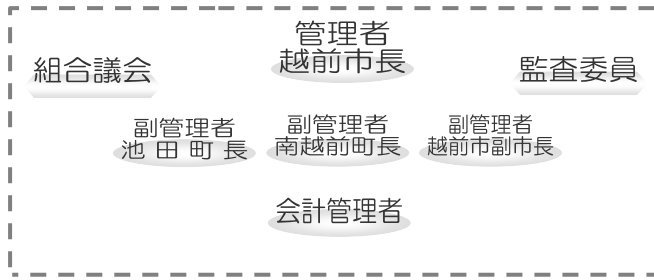 管理者
越前市長
組合議会
監査委員
副管理者
池田町長
副管理者
南越前町長
副管理者
越前市副市長
会計管理者